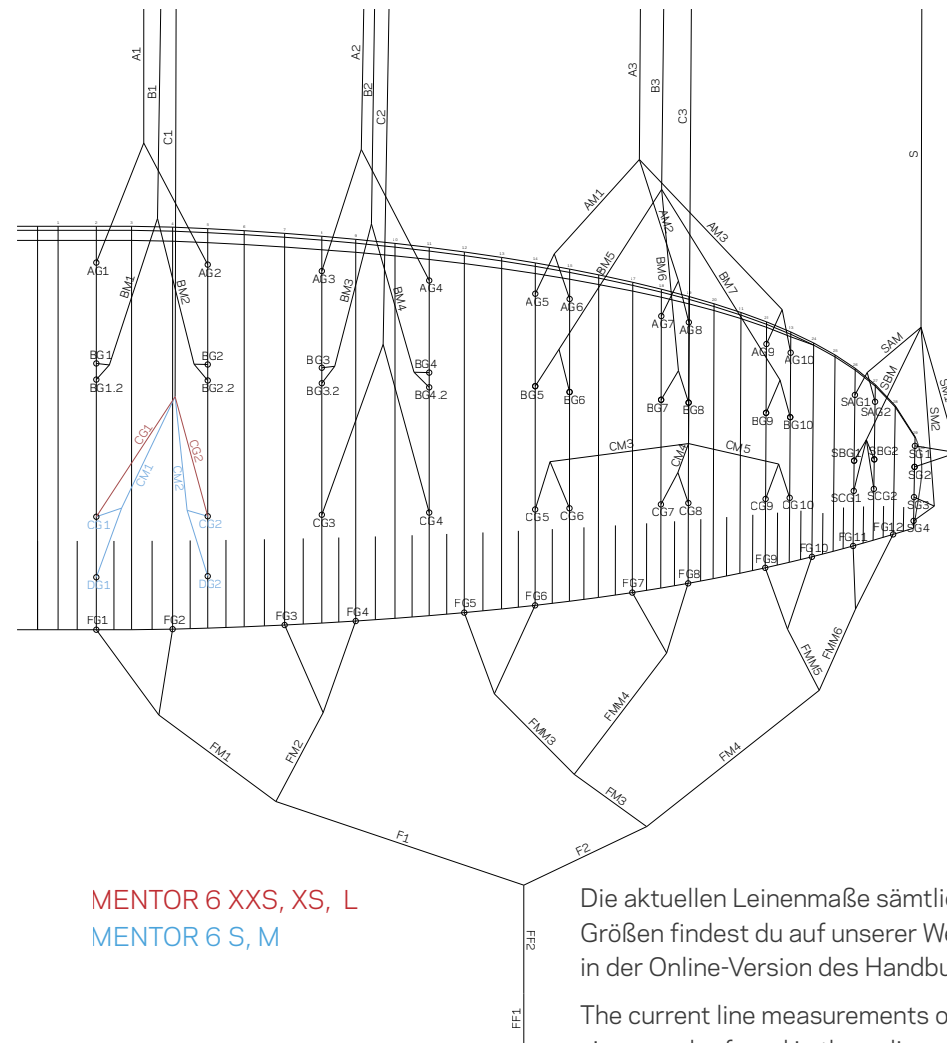 A1
B1
C1
A2
B2
C2
A3
B3
C3
S
AM1
AM2
AM3
BM5
BM6
BM7
AG1
BM1
BM2
AG2
AG3
BM3
BM4
AG4
AG5
AG6
AG7
AG8
AG9
AG10
SAM
SBM
SM2
BG1
BG1.2
BG2
BG2.2
BG3
BG3.2
BG4
BG4.2
BG5
BG6
BG7
BG8
BG9
BG10
SAG1
SAG2
CG1
CM1
CM2
CG2
CM3
CM4
CM5
SBG1
SBG2
SG1
SG2
SCG1
SCG2
SG3
SG4
CG1
CG2
CG3
CG4
CG5
CG6
CG7
CG8
CG9
CG10
DG1
DG2
FG1
FG2
FG3
FG4
FG5
FG6
FG7
FG8
FG9
FG10
FG11
FG12
FM1
FM2
FMM3
FMM4
FMM5
FMM6
FM3
FM4
F1
F2
MENTOR 6 XXS, XS, L
MENTOR 6 S, M
FF2
FF1
Die aktuellen Leinenmaße sämtli
Größen findest du auf unserer We
in der Online-Version des Handbu
The current line measurements o